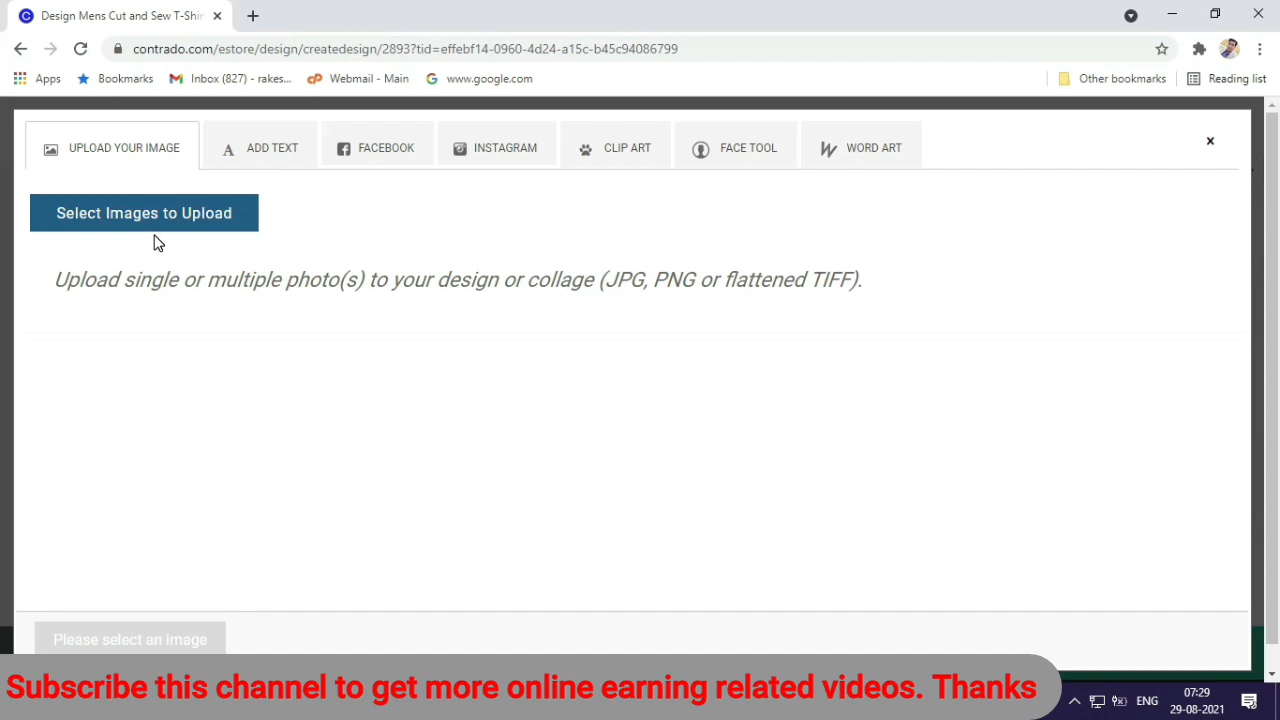 Design Mens Cut and Sew T-Shir
contrado.com/estore/design/createdesign/2893?tid=effebf14-0960-4d24-a15c-b45c94086799
Apps Bookmarks Inbox (827) - rakes... Webmail - Main www.google.com Other bookmarks Reading list
UPLOAD YOUR IMAGE ADD TEXT FACEBOOK INSTAGRAM CLIP ART FACE TOOL WORD ART x
Select Images to Upload
Upload single or multiple photo(s) to your design or collage (JPG, PNG or flattened TIFF).
Please select an image
Subscribe this channel to get more online earning related videos. Thanks
ENG 07:29
29-08-2021